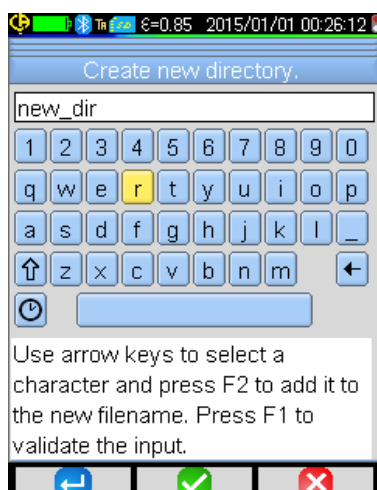 Ta ε=0.85 2015/01/01 00:26:12
Create new directory.
new_dir
1 2 3 4 5 6 7 8 9 0
q w e r t y u i o p
a s d f g h j k l _
z x c v b n m
Use arrow keys to select a
character and press F2 to add it to
the new filename. Press F1 to
validate the input.